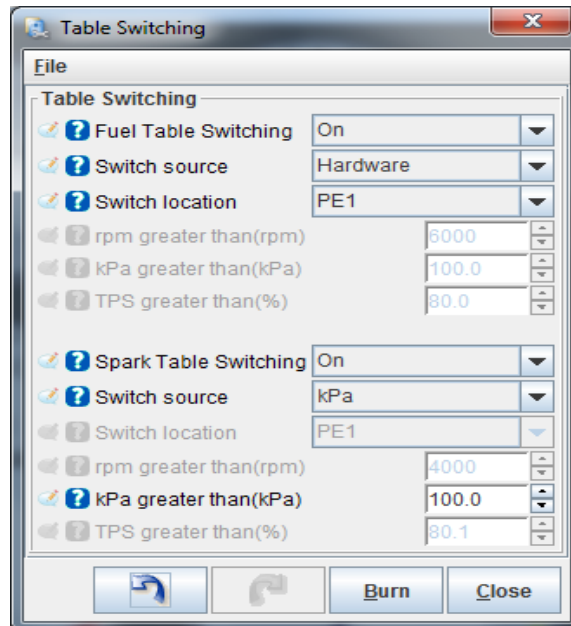 Table Switching
File
Table Switching
Fuel Table Switching On
Switch source Hardware
Switch location PE1
rpm greater than(rpm) 6000
kPa greater than(kPa) 100.0
TPS greater than(%) 80.0
Spark Table Switching On
Switch source kPa
Switch location PE1
rpm greater than(rpm) 4000
kPa greater than(kPa) 100.0
TPS greater than(%) 80.1
Burn Close